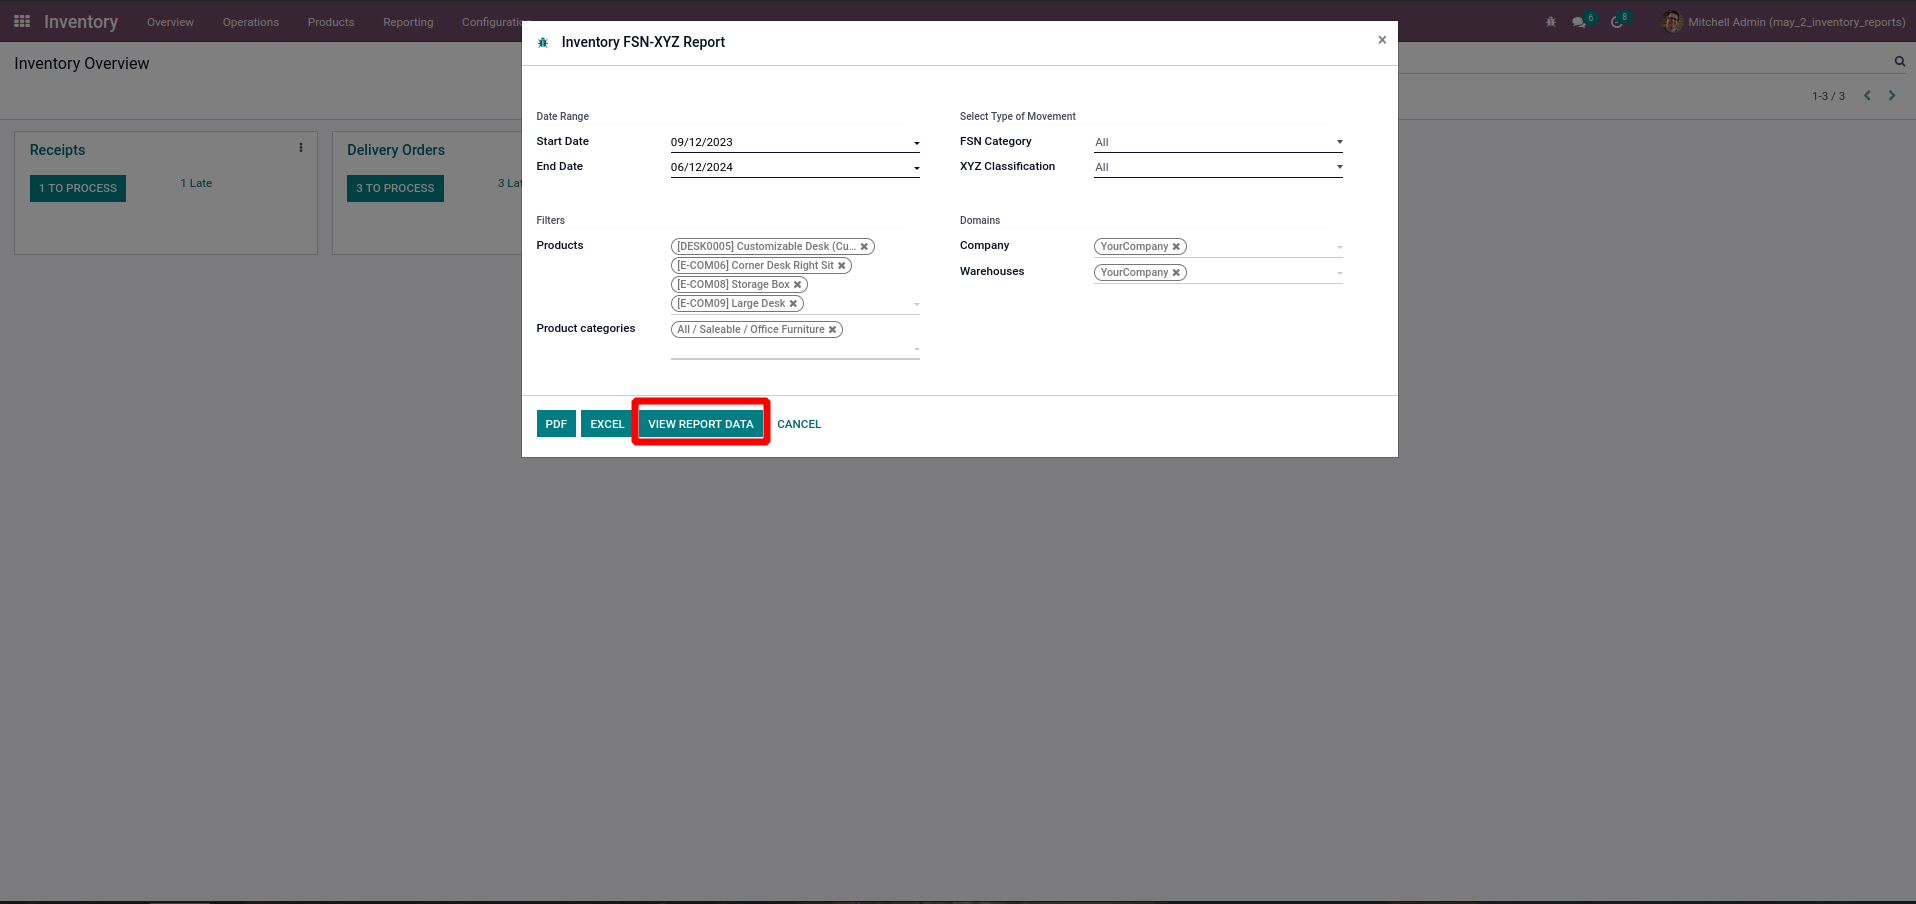 Inventory Overview Operations Products Reporting
6 8 Mitchell Admin (may_2_inventory_reports)
Inventory FSN-XYZ Report ×
Inventory Overview
1-3 / 3
Receipts
1 TO PROCESS 1 Late
Delivery Orders
3 TO PROCESS
Date Range
Start Date 09/12/2023
End Date 06/12/2024
Select Type of Movement
FSN Category All
XYZ Classification All
Filters
Products [DESK0005] Customizable Desk (Cu...
[E-COM06] Corner Desk Right Sit
[E-COM08] Storage Box
[E-COM09] Large Desk
Product categories All / Saleable / Office Furniture
Domains
Company YourCompany
Warehouses YourCompany
PDF EXCEL VIEW REPORT DATA CANCEL